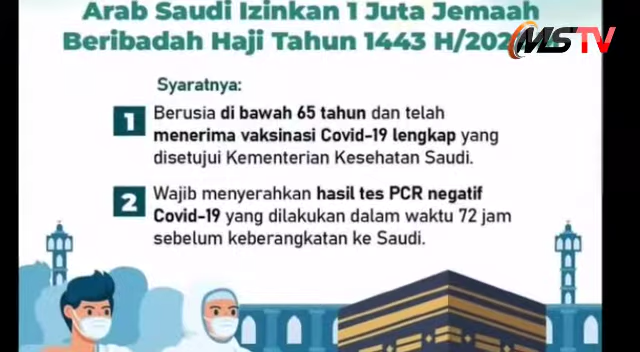 Arab Saudi Izinkan 1 Juta Jemaah
Beribadah Haji Tahun 1443 H/202
MSTV
Syaratnya:
1
Berusia di bawah 65 tahun dan telah
menerima vaksinasi Covid-19 lengkap yang
disetujui Kementerian Kesehatan Saudi.
2
Wajib menyerahkan hasil tes PCR negatif
Covid-19 yang dilakukan dalam waktu 72 jam
sebelum keberangkatan ke Saudi.